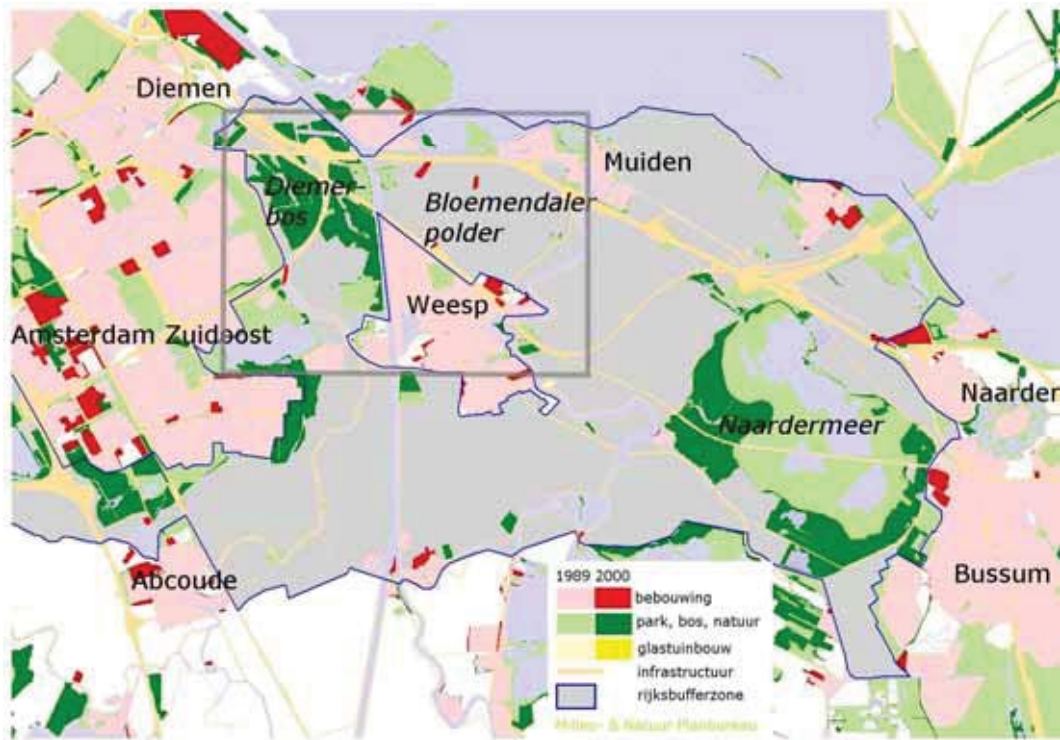 Diemen
Muiden
Diemer-
bos
Bloemendaler
polder
Weesp
Amsterdam Zuidoost
Naarden
Naardermeer
Abcoude
Bussum
1989 2000
bebouwing
park, bos, natuur
glastuinbouw
infrastructuur
rijksbufferzone
Milieu- & Natuur Planbureau